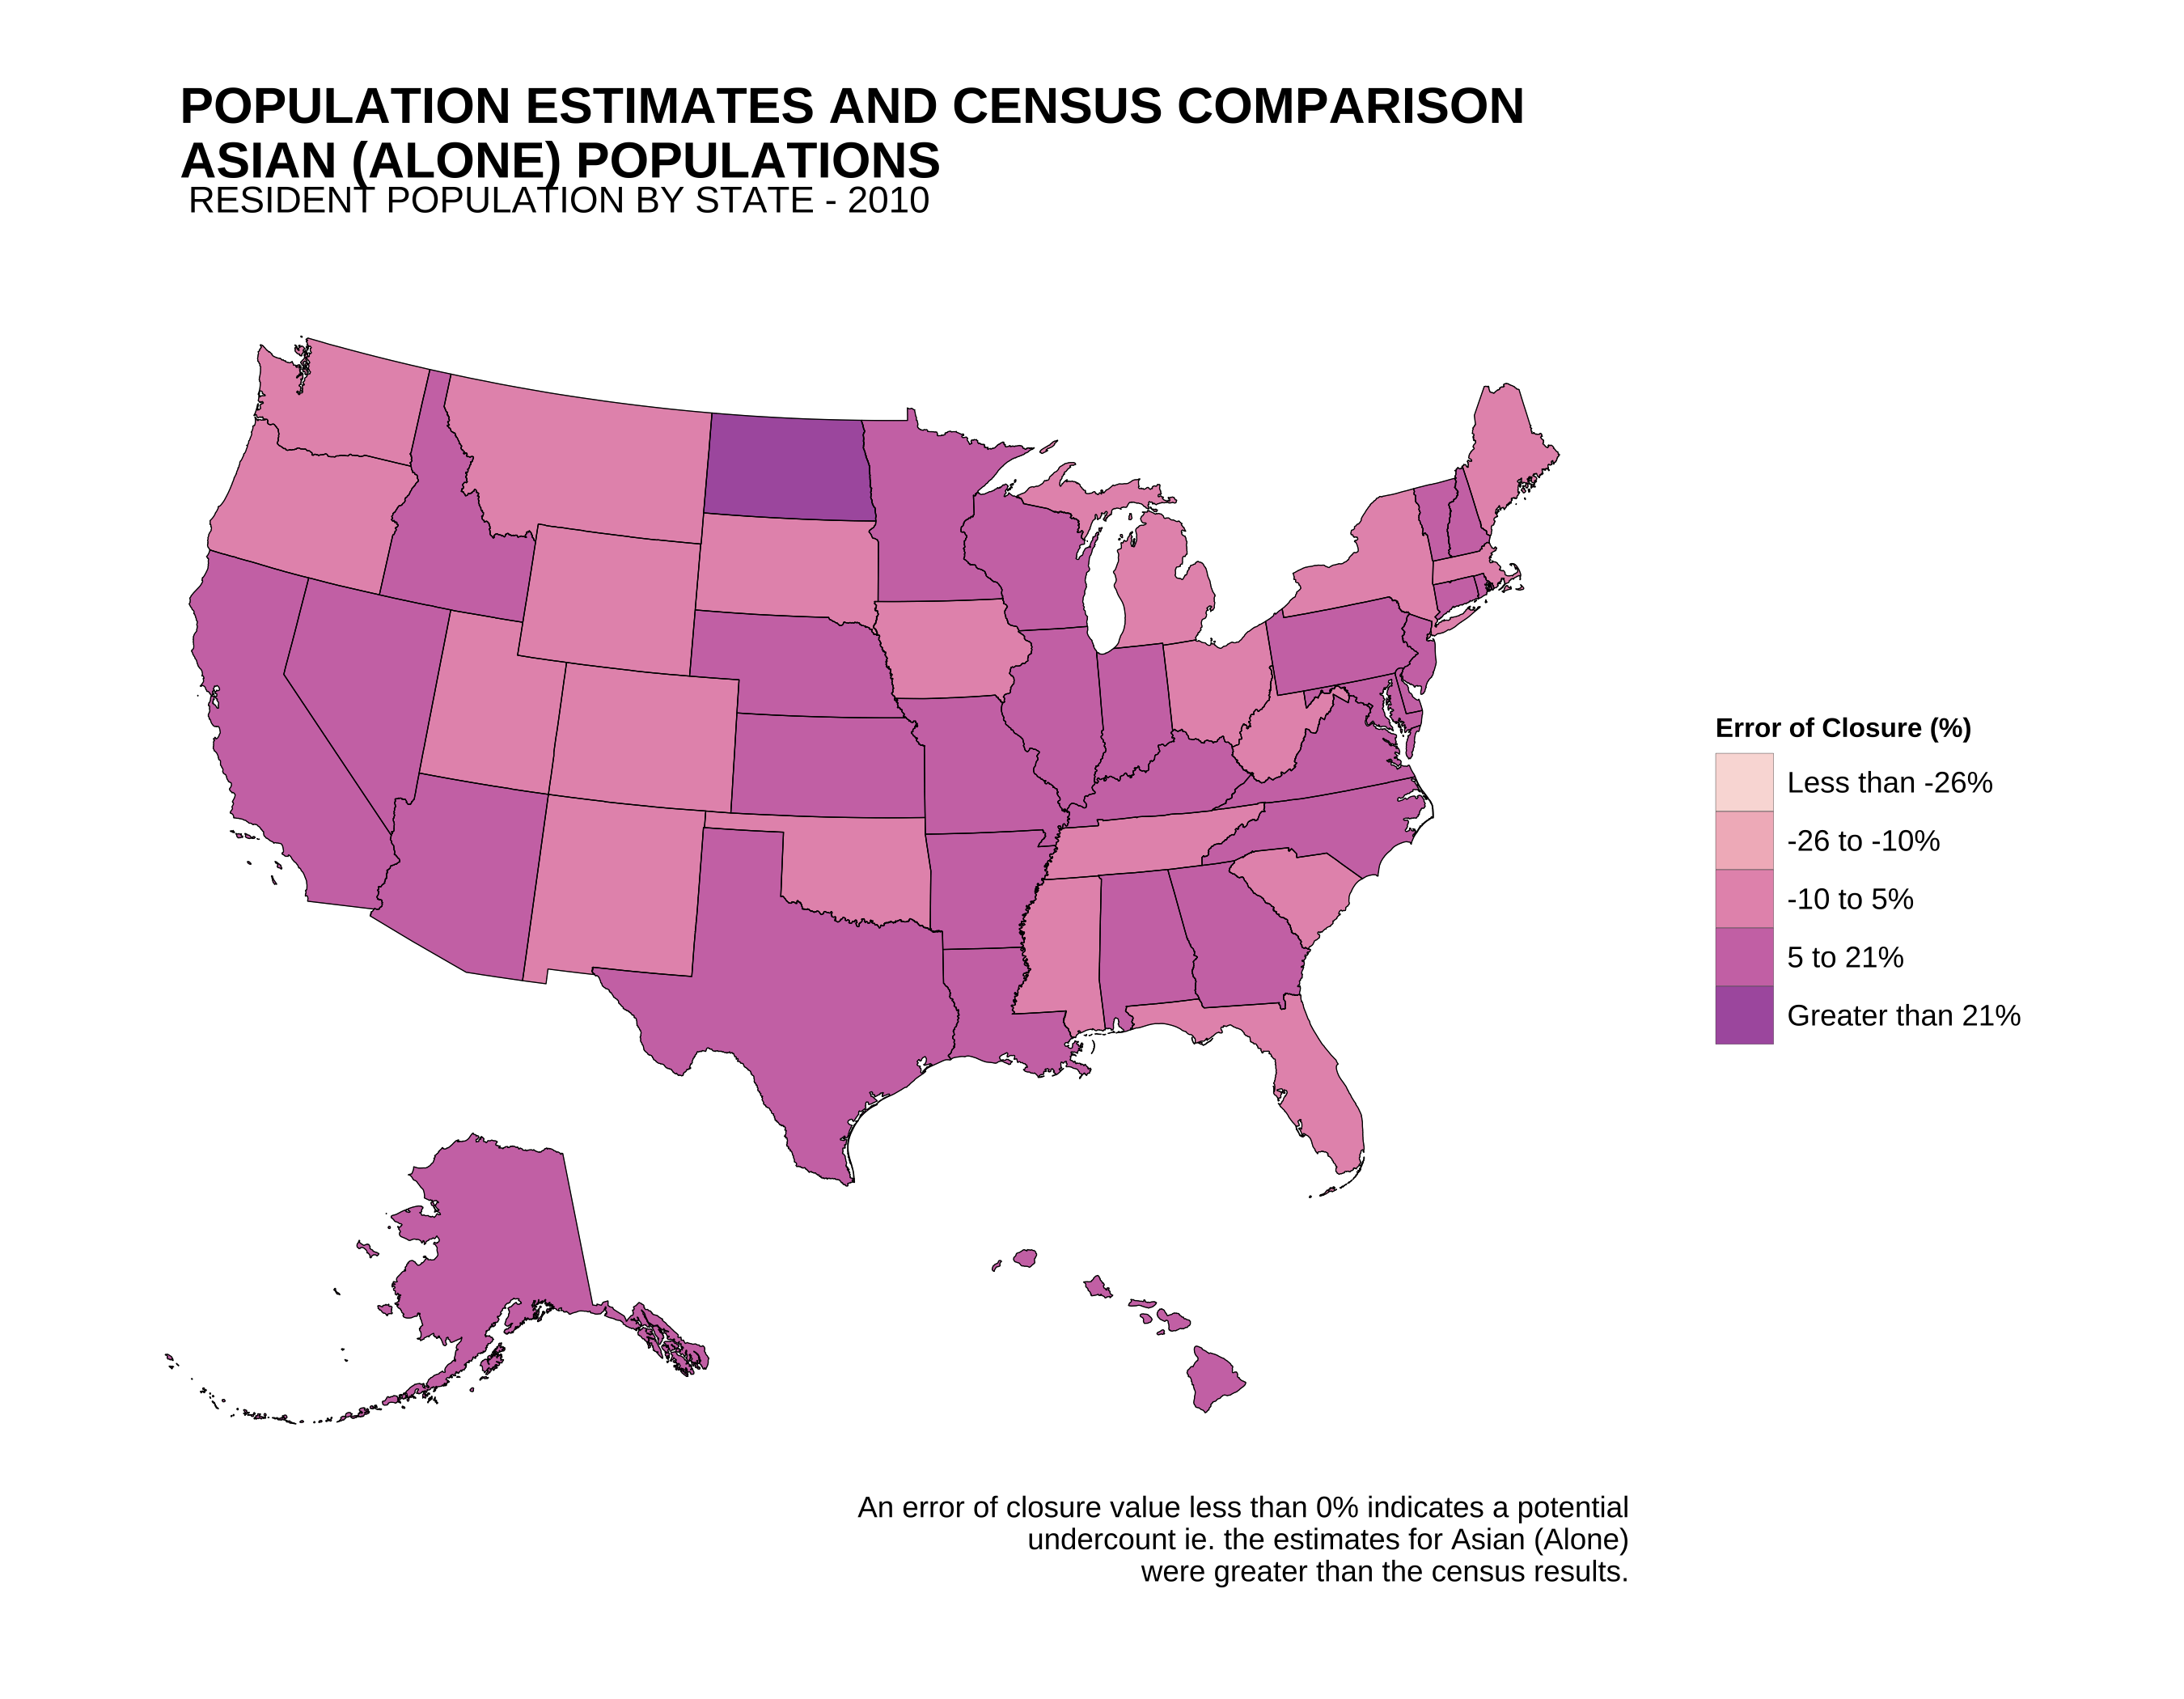 POPULATION ESTIMATES AND CENSUS COMPARISON
ASIAN (ALONE) POPULATIONS
RESIDENT POPULATION BY STATE - 2010
Error of Closure (%)
Less than -26%
-26 to -10%
-10 to 5%
5 to 21%
Greater than 21%
An error of closure value less than 0% indicates a potential
undercount ie. the estimates for Asian (Alone)
were greater than the census results.